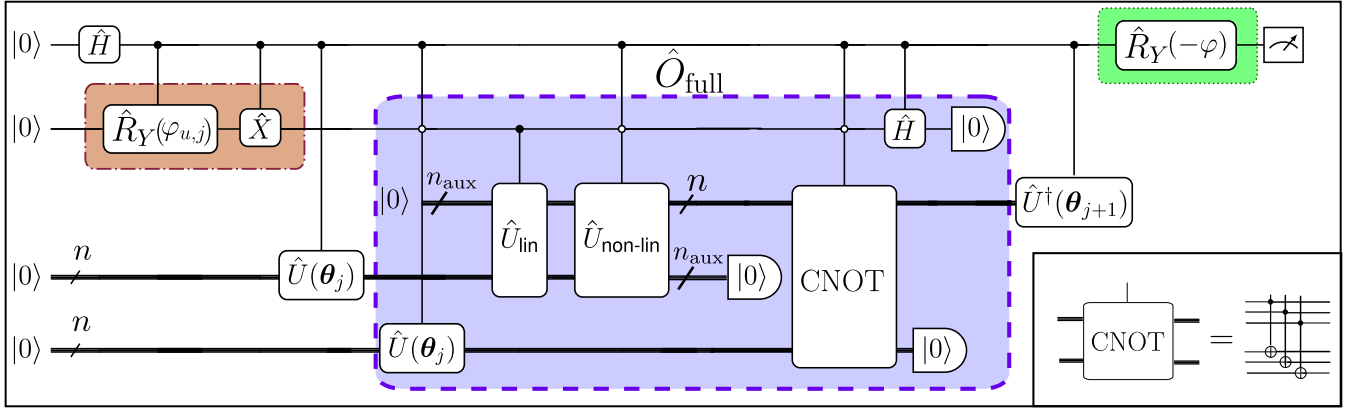 |0⟩ Ĥ R̂_Y(−φ)
Ô_full
|0⟩ R̂_Y(φ_{u,j}) X̂ Ĥ |0⟩
|0⟩ n_aux n Û†(θ_{j+1})
Û_lin Û_non-lin
n n_aux
|0⟩ Û(θ_j) |0⟩
CNOT
n
|0⟩ Û(θ_j) |0⟩
CNOT =